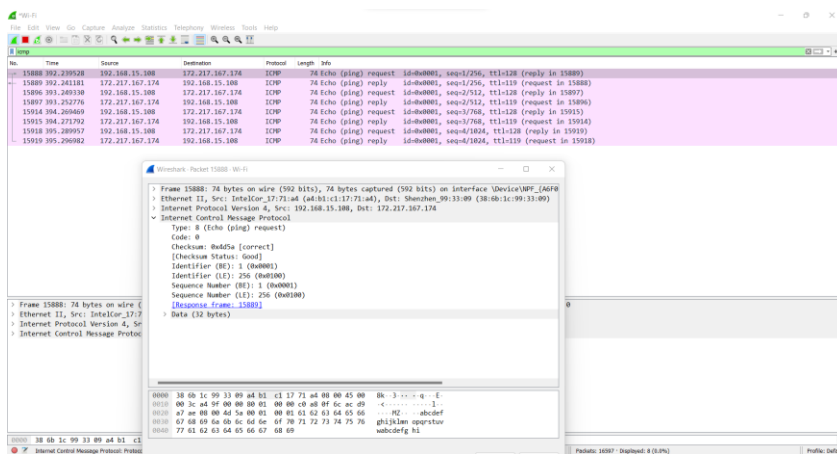 Wi-Fi
File Edit View Go Capture Analyze Statistics Telephony Wireless Tools Help
icmp
No. Time Source Destination Protocol Length Info
15888 392.239528 192.168.15.108 172.217.167.174 ICMP 74 Echo (ping) request id=0x0001, seq=1/256, ttl=128 (reply in 15889)
15889 392.241181 172.217.167.174 192.168.15.108 ICMP 74 Echo (ping) reply id=0x0001, seq=1/256, ttl=119 (request in 15888)
15896 393.249330 192.168.15.108 172.217.167.174 ICMP 74 Echo (ping) request id=0x0001, seq=2/512, ttl=128 (reply in 15897)
15897 393.252776 172.217.167.174 192.168.15.108 ICMP 74 Echo (ping) reply id=0x0001, seq=2/512, ttl=119 (request in 15896)
15914 394.269469 192.168.15.108 172.217.167.174 ICMP 74 Echo (ping) request id=0x0001, seq=3/768, ttl=128 (reply in 15915)
15915 394.271792 172.217.167.174 192.168.15.108 ICMP 74 Echo (ping) reply id=0x0001, seq=3/768, ttl=119 (request in 15914)
15918 395.289957 192.168.15.108 172.217.167.174 ICMP 74 Echo (ping) request id=0x0001, seq=4/1024, ttl=128 (reply in 15919)
15919 395.296982 172.217.167.174 192.168.15.108 ICMP 74 Echo (ping) reply id=0x0001, seq=4/1024, ttl=119 (request in 15918)
Wireshark · Packet 15888 · Wi-Fi
Frame 15888: 74 bytes on wire (592 bits), 74 bytes captured (592 bits) on interface \Device\NPF_{A6F0
Ethernet II, Src: IntelCor_17:71:a4 (a4:b1:c1:17:71:a4), Dst: Shenzhen_99:33:09 (38:6b:1c:99:33:09)
Internet Protocol Version 4, Src: 192.168.15.108, Dst: 172.217.167.174
Internet Control Message Protocol
Type: 8 (Echo (ping) request)
Code: 0
Checksum: 0x4d5a [correct]
[Checksum Status: Good]
Identifier (BE): 1 (0x0001)
Identifier (LE): 256 (0x0100)
Sequence Number (BE): 1 (0x0001)
Sequence Number (LE): 256 (0x0100)
[Response frame: 15889]
Data (32 bytes)
Frame 15888: 74 bytes on wire (
Ethernet II, Src: IntelCor_17:7
Internet Protocol Version 4, Sr
Internet Control Message Protoc
0000 38 6b 1c 99 33 09 a4 b1 c1 17 71 a4 08 00 45 00 8k··3·····q···E·
0010 00 3c a4 9f 00 00 80 01 00 00 c0 a8 0f 6c ac d9 ·<···········l··
0020 a7 ae 08 00 4d 5a 00 01 00 01 61 62 63 64 65 66 ····MZ····abcdef
0030 67 68 69 6a 6b 6c 6d 6e 6f 70 71 72 73 74 75 76 ghijklmn opqrstuv
0040 77 61 62 63 64 65 66 67 68 69 wabcdefg hi
0000 38 6b 1c 99 33 09 a4 b1 c1
Packets: 16597 · Displayed: 8 (0.0%)